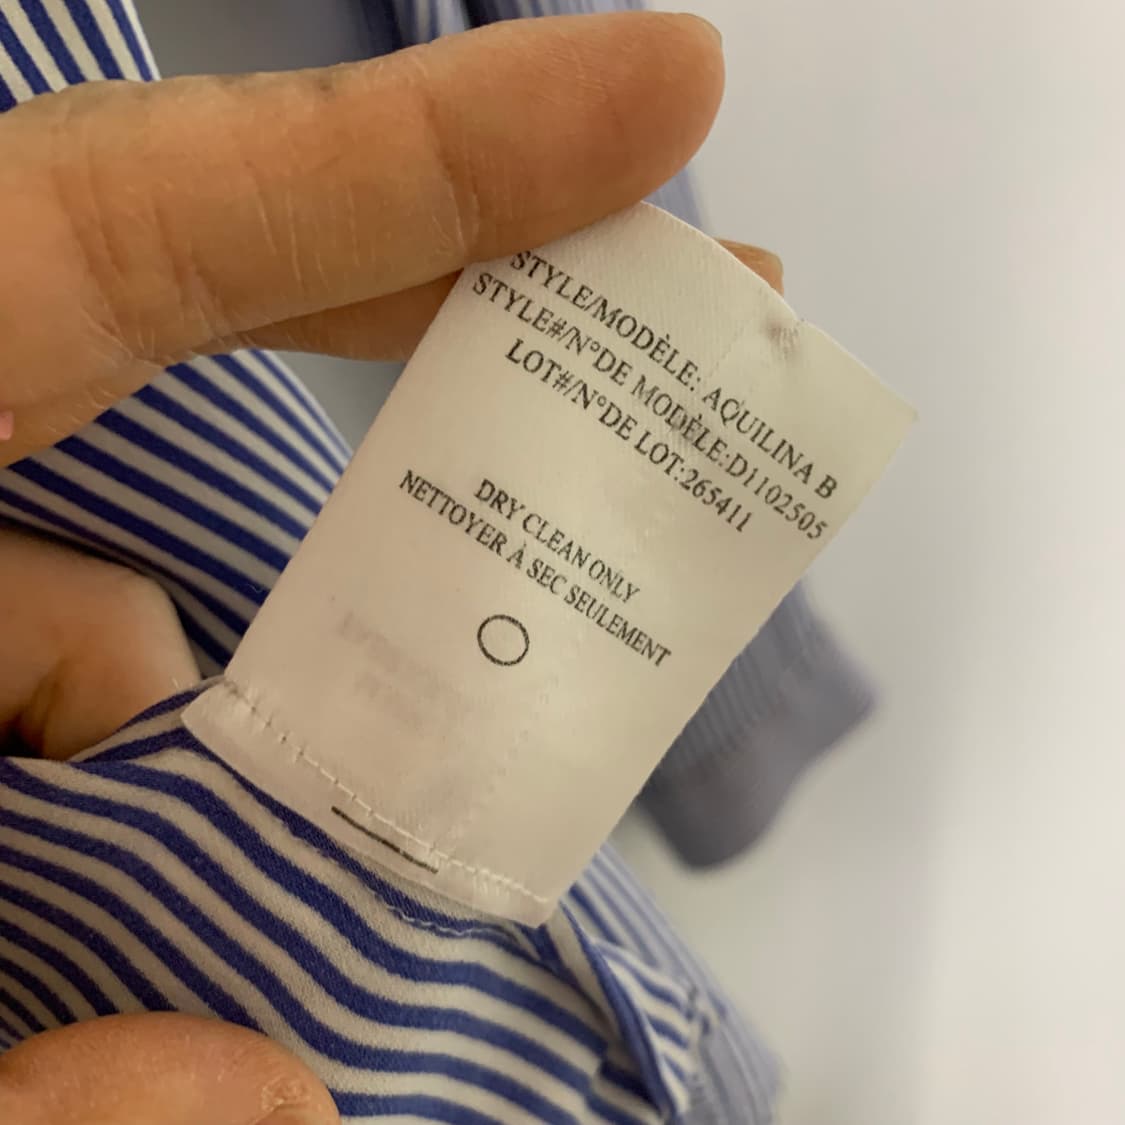 STYLE/MODÈLE: AQUILINA B
STYLE#/N°DE MODÈLE:D1102505
LOT#/N°DE LOT:265411
DRY CLEAN ONLY
NETTOYER À SEC SEULEMENT